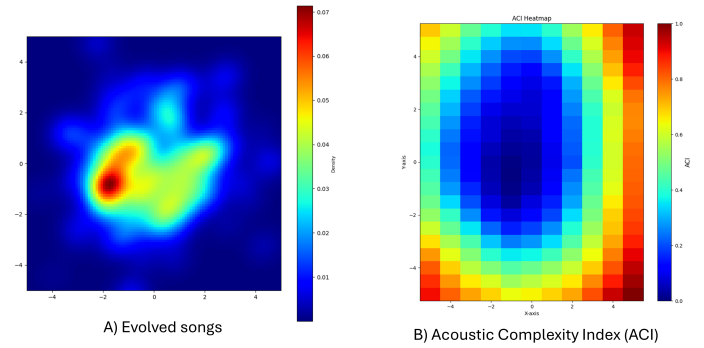 ACI Heatmap
0.07
0.06
0.05
0.04
0.03
0.02
0.01
Density
4
2
0
−2
−4
−4 −2 0 2 4
1.0
0.8
0.6
0.4
0.2
0.0
ACI
4
2
0
-2
-4
Y-axis
-4 -2 0 2 4
X-axis
A) Evolved songs
B) Acoustic Complexity Index (ACI)